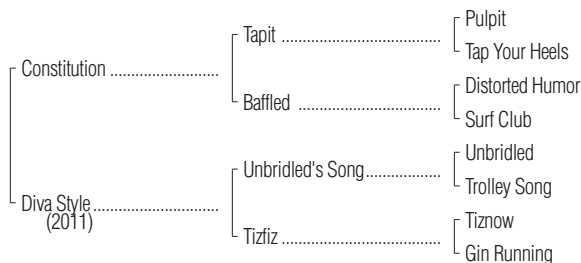 Pulpit
Tapit ........................................
Tap Your Heels
Constitution ...........................
Distorted Humor
Baffled ....................................
Surf Club
Unbridled
Unbridled's Song...................
Trolley Song
Diva Style ...............................
(2011)
Tiznow
Tizfiz ........................................
Gin Running